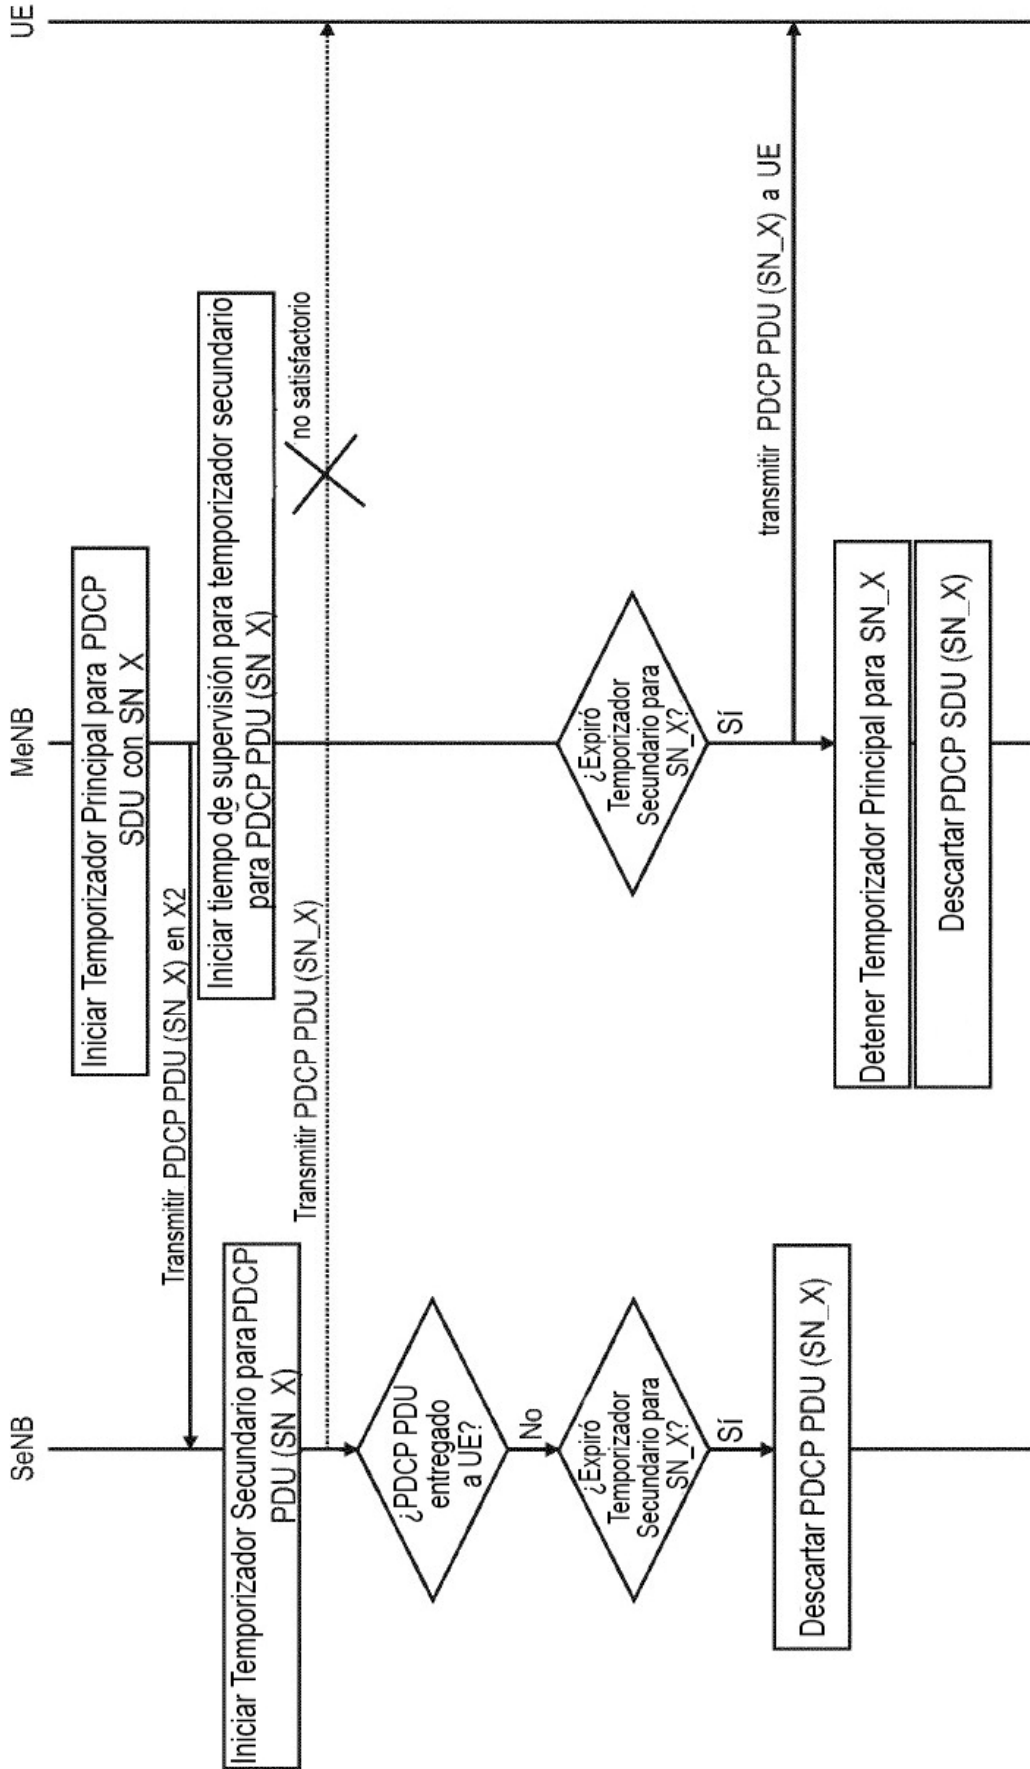 SeNB
MeNB
UE
Iniciar Temporizador Principal para PDCP
SDU con SN_X
Transmitir PDCP PDU (SN_X) en X2
Iniciar tiempo de supervisión para temporizador secundario
para PDCP PDU (SN_X)
Iniciar Temporizador Secundario para PDCP
PDU (SN_X)
Transmitir PDCP PDU (SN_X)
no satisfactorio
¿PDCP PDU
entregado
a UE?
No
¿Expiró
Temporizador
Secundario para
SN_X?
Sí
¿Expiró
Temporizador
Secundario para
SN_X?
Sí
transmitir PDCP PDU (SN_X) a UE
Descartar PDCP PDU (SN_X)
Detener Temporizador Principal para SN_X
Descartar PDCP SDU (SN_X)